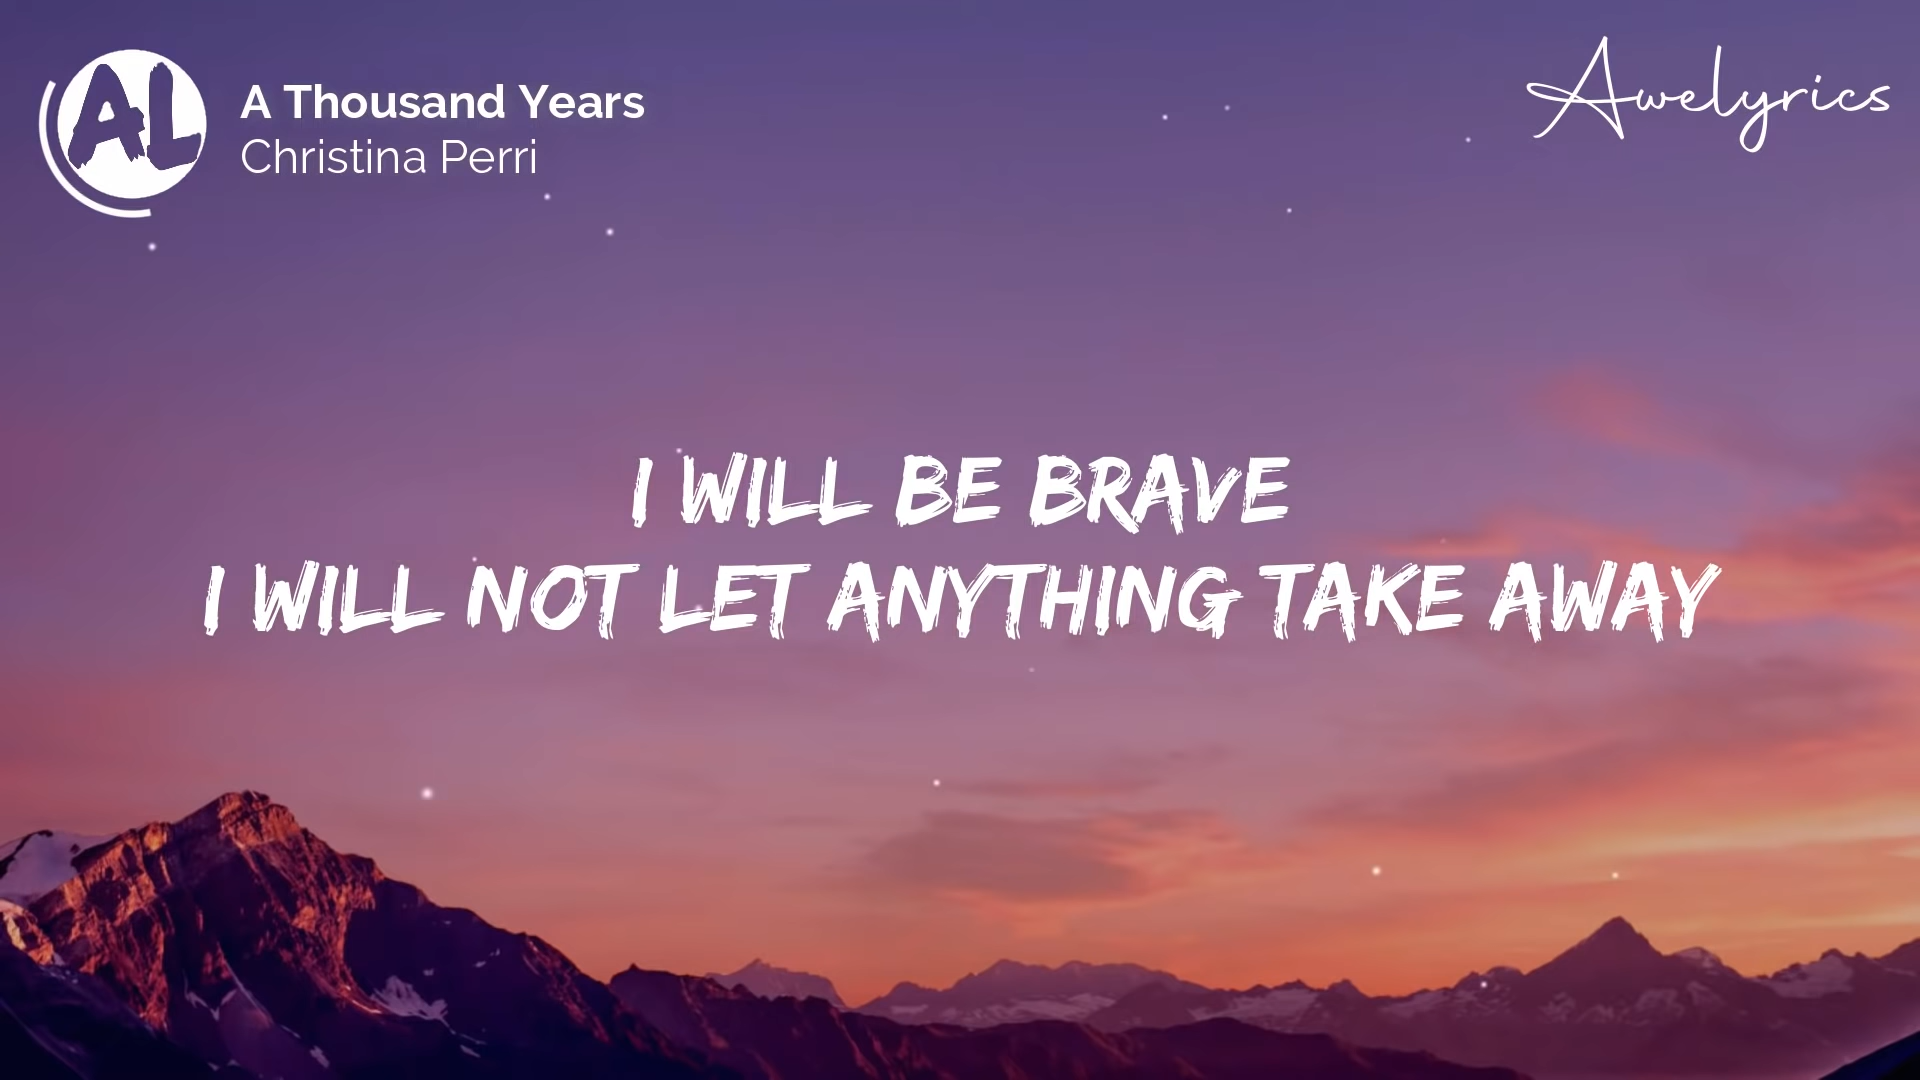 AL
A Thousand Years
Christina Perri
Awelyrics
I WILL BE BRAVE
I WILL NOT LET ANYTHING TAKE AWAY